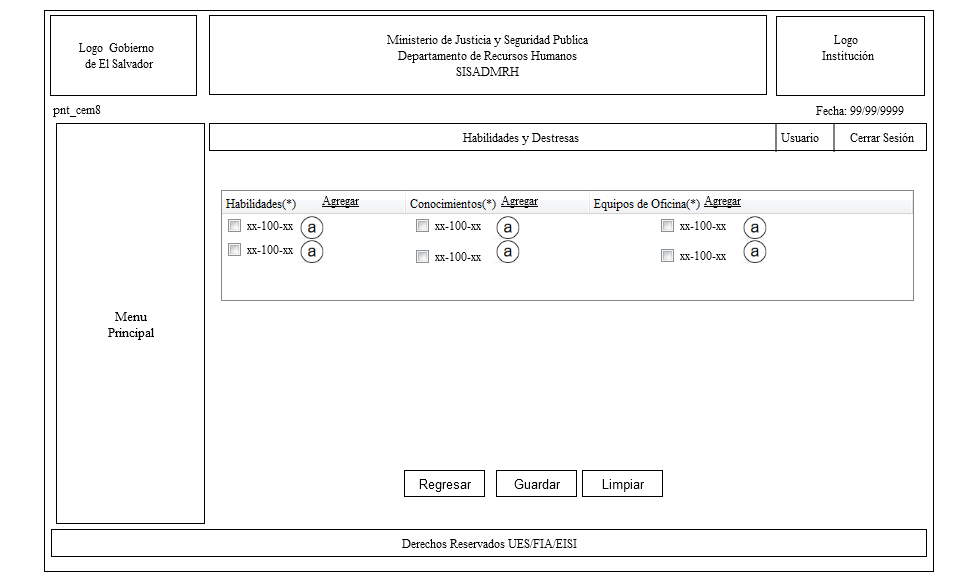 Logo Gobierno
de El Salvador
Ministerio de Justicia y Seguridad Publica
Departamento de Recursos Humanos
SISADMRH
Logo
Institución
pnt_cem8
Fecha: 99/99/9999
Habilidades y Destresas
Usuario
Cerrar Sesión
Menu
Principal
Habilidades(*) Agregar Conocimientos(*) Agregar Equipos de Oficina(*) Agregar
xx-100-xx a xx-100-xx a xx-100-xx a
xx-100-xx a xx-100-xx a xx-100-xx a
Regresar Guardar Limpiar
Derechos Reservados UES/FIA/EISI